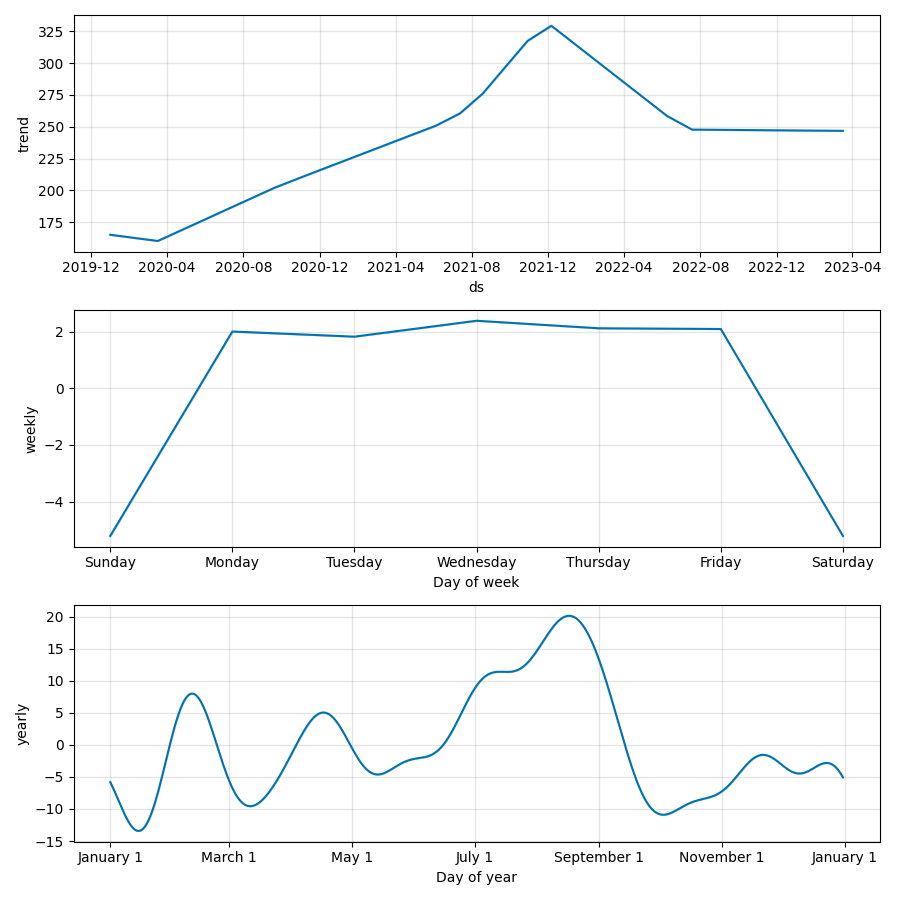 325
300
275
250
225
200
175
trend
2019-12 2020-04 2020-08 2020-12 2021-04 2021-08 2021-12 2022-04 2022-08 2022-12 2023-04
ds
2
0
−2
−4
weekly
Sunday Monday Tuesday Wednesday Thursday Friday Saturday
Day of week
20
15
10
5
0
−5
−10
−15
yearly
January 1 March 1 May 1 July 1 September 1 November 1 January 1
Day of year